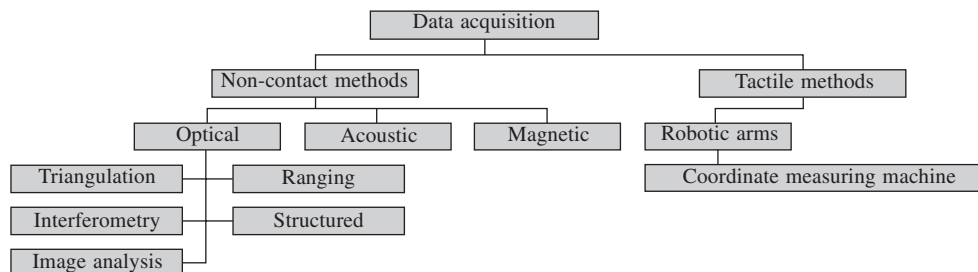 Data acquisition
Non-contact methods
Tactile methods
Optical
Acoustic
Magnetic
Robotic arms
Triangulation
Ranging
Coordinate measuring machine
Interferometry
Structured
Image analysis